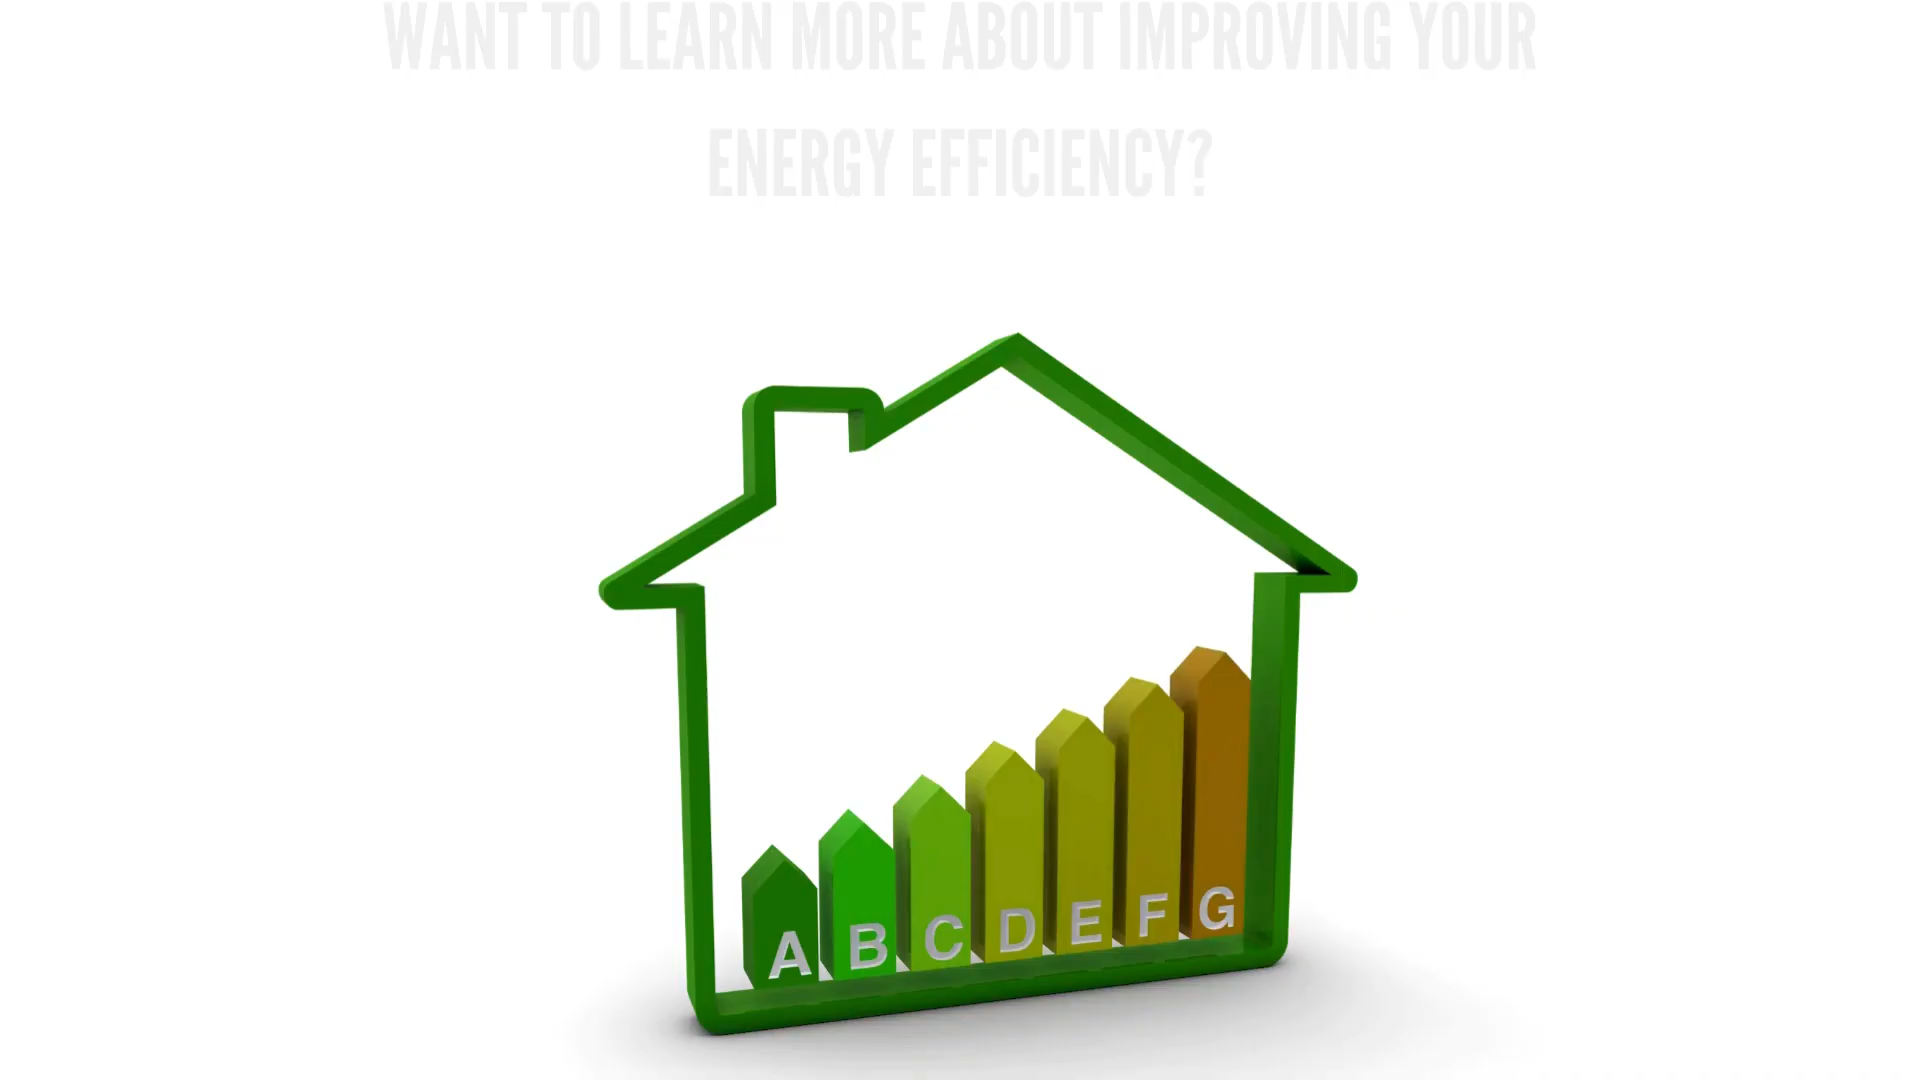 WANT TO LEARN MORE ABOUT IMPROVING YOUR
ENERGY EFFICIENCY?
A B C D E F G